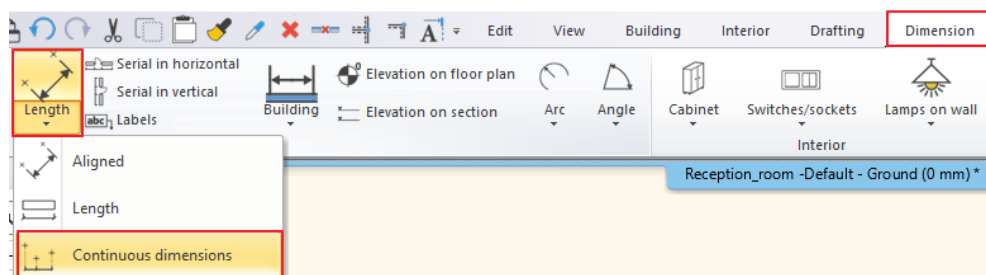 A
Edit View Building Interior Drafting Dimension
Serial in horizontal
Serial in vertical
abc Labels
Length
Building
Elevation on floor plan
Elevation on section
Arc
Angle
Cabinet
Switches/sockets
Lamps on wall
Interior
Reception_room -Default - Ground (0 mm) *
Aligned
Length
Continuous dimensions